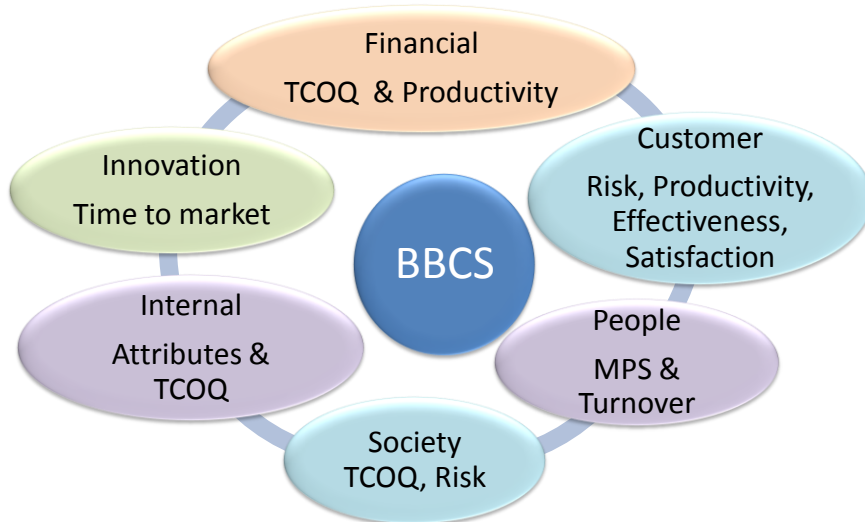 Financial
TCOQ & Productivity
Customer
Risk, Productivity,
Effectiveness,
Satisfaction
Innovation
Time to market
BBCS
Internal
Attributes &
TCOQ
People
MPS &
Turnover
Society
TCOQ, Risk